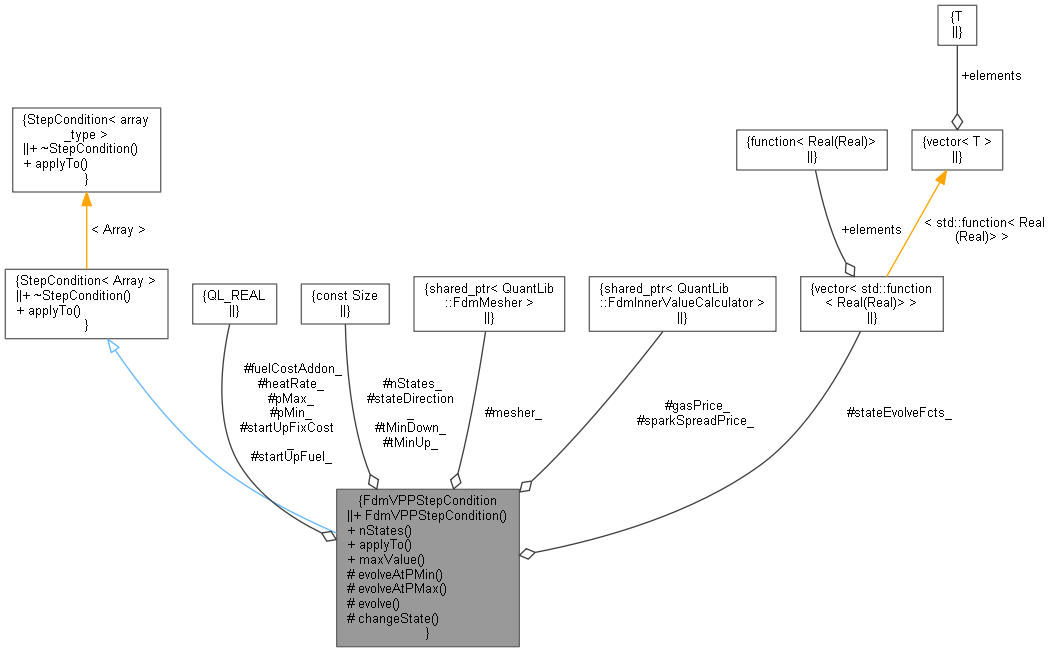 {T
||}
+elements
{StepCondition< array
_type >
||+ ~StepCondition()
+ applyTo()
}
{function< Real(Real)>
||}
{vector< T >
||}
< Array >
+elements
< std::function< Real
(Real)> >
{StepCondition< Array >
||+ ~StepCondition()
+ applyTo()
}
{QL_REAL
||}
{const Size
||}
{shared_ptr< QuantLib
::FdmMesher >
||}
{shared_ptr< QuantLib
::FdmInnerValueCalculator >
||}
{vector< std::function
< Real(Real)> >
||}
#fuelCostAddon_
#heatRate_
#pMax_
#pMin_
#startUpFixCost
_
#startUpFuel_
#nStates_
#stateDirection
_
#tMinDown_
#tMinUp_
#mesher_
#gasPrice_
#sparkSpreadPrice_
#stateEvolveFcts_
{FdmVPPStepCondition
||+ FdmVPPStepCondition()
+ nStates()
+ applyTo()
+ maxValue()
# evolveAtPMin()
# evolveAtPMax()
# evolve()
# changeState()
}